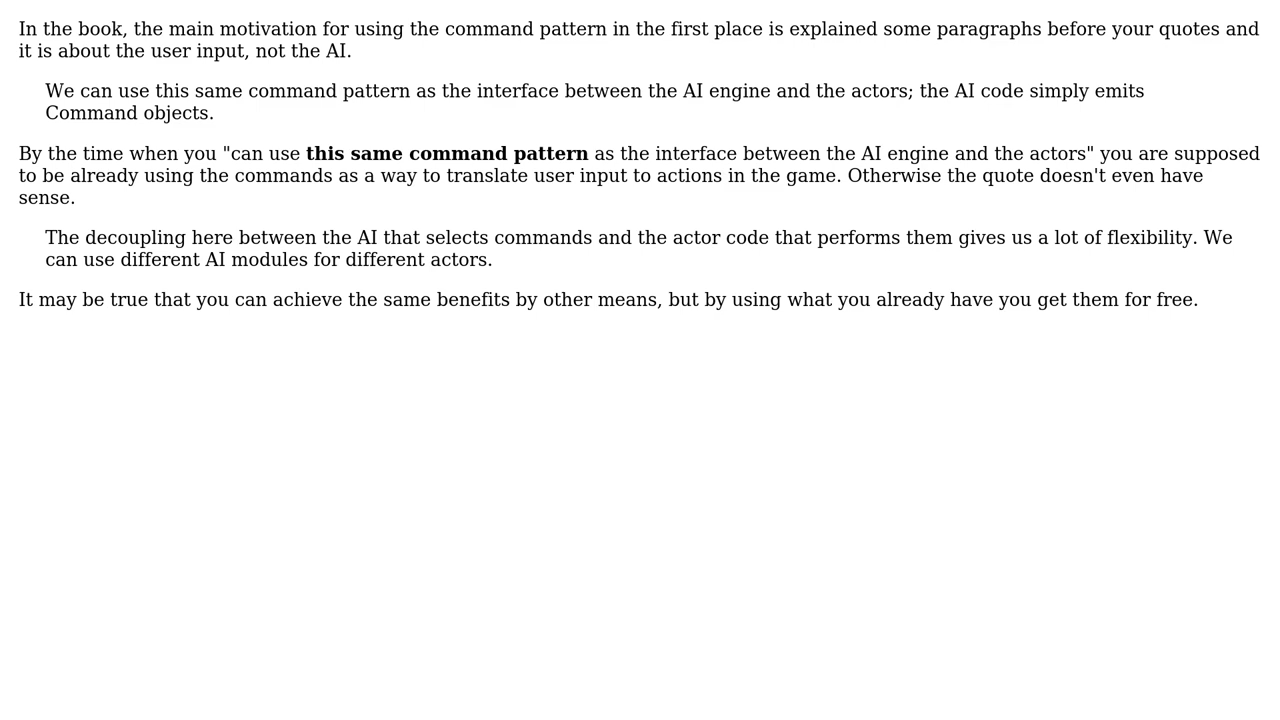 In the book, the main motivation for using the command pattern in the first place is explained some paragraphs before your quotes and
it is about the user input, not the AI.
We can use this same command pattern as the interface between the AI engine and the actors; the AI code simply emits
Command objects.
By the time when you "can use this same command pattern as the interface between the AI engine and the actors" you are supposed
to be already using the commands as a way to translate user input to actions in the game. Otherwise the quote doesn't even have
sense.
The decoupling here between the AI that selects commands and the actor code that performs them gives us a lot of flexibility. We
can use different AI modules for different actors.
It may be true that you can achieve the same benefits by other means, but by using what you already have you get them for free.